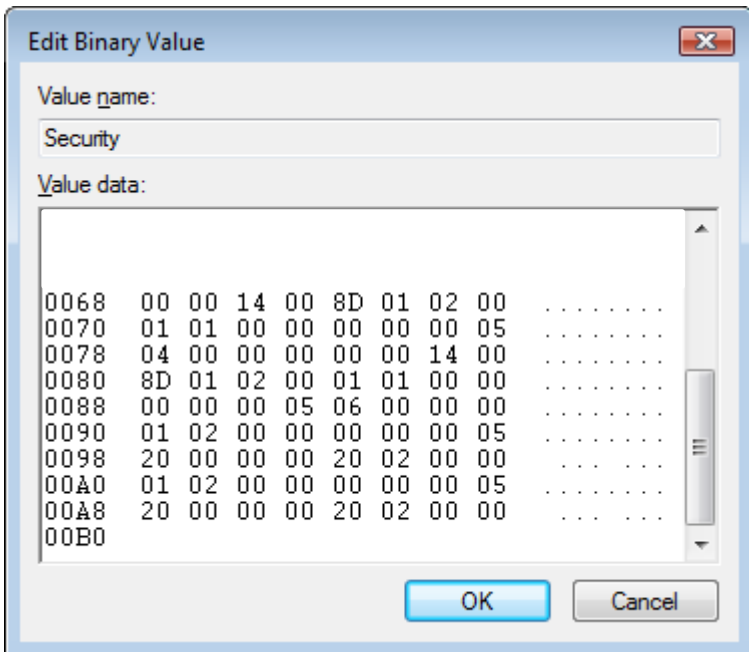 Edit Binary Value
Value name:
Security
Value data:
0068 00 00 14 00 8D 01 02 00 ........
0070 01 01 00 00 00 00 00 05 ........
0078 04 00 00 00 00 00 14 00 ........
0080 8D 01 02 00 01 01 00 00 ........
0088 00 00 00 05 06 00 00 00 ........
0090 01 02 00 00 00 00 00 05 ........
0098 20 00 00 00 20 02 00 00 ... ...
00A0 01 02 00 00 00 00 00 05 ........
00A8 20 00 00 00 20 02 00 00 ... ...
00B0
OK Cancel